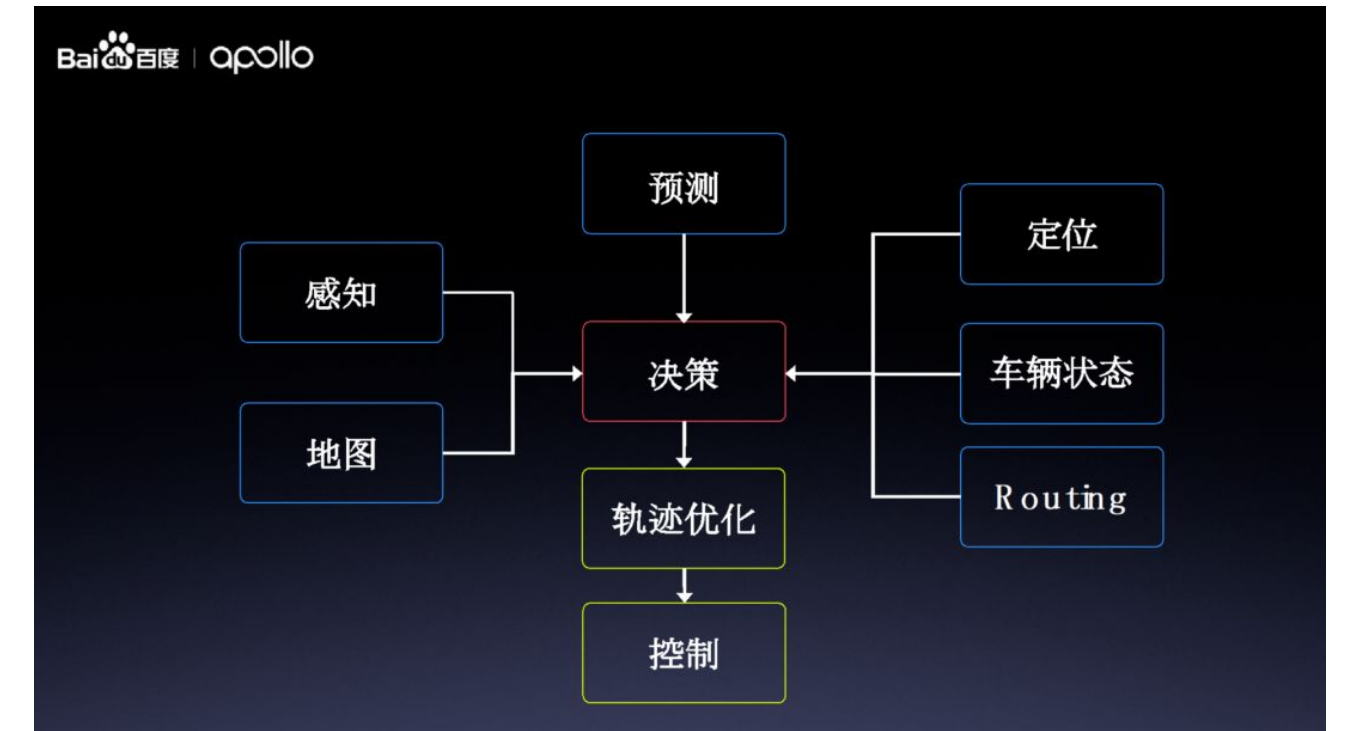 Bai du 百度 | apollo
预测
定位
感知
决策
车辆状态
地图
轨迹优化
Routing
控制